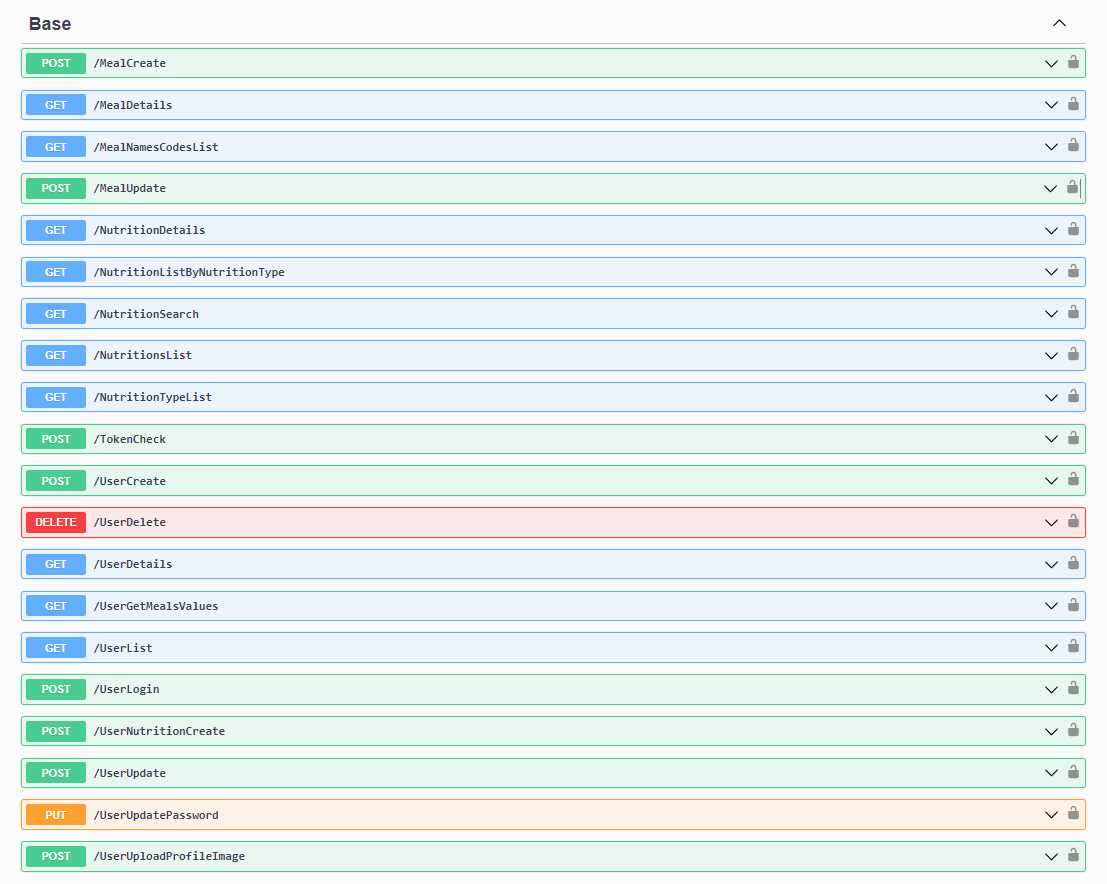 Base
POST /MealCreate
GET /MealDetails
GET /MealNamesCodesList
POST /MealUpdate
GET /NutritionDetails
GET /NutritionListByNutritionType
GET /NutritionSearch
GET /NutritionsList
GET /NutritionTypeList
POST /TokenCheck
POST /UserCreate
DELETE /UserDelete
GET /UserDetails
GET /UserGetMealsValues
GET /UserList
POST /UserLogin
POST /UserNutritionCreate
POST /UserUpdate
PUT /UserUpdatePassword
POST /UserUploadProfileImage